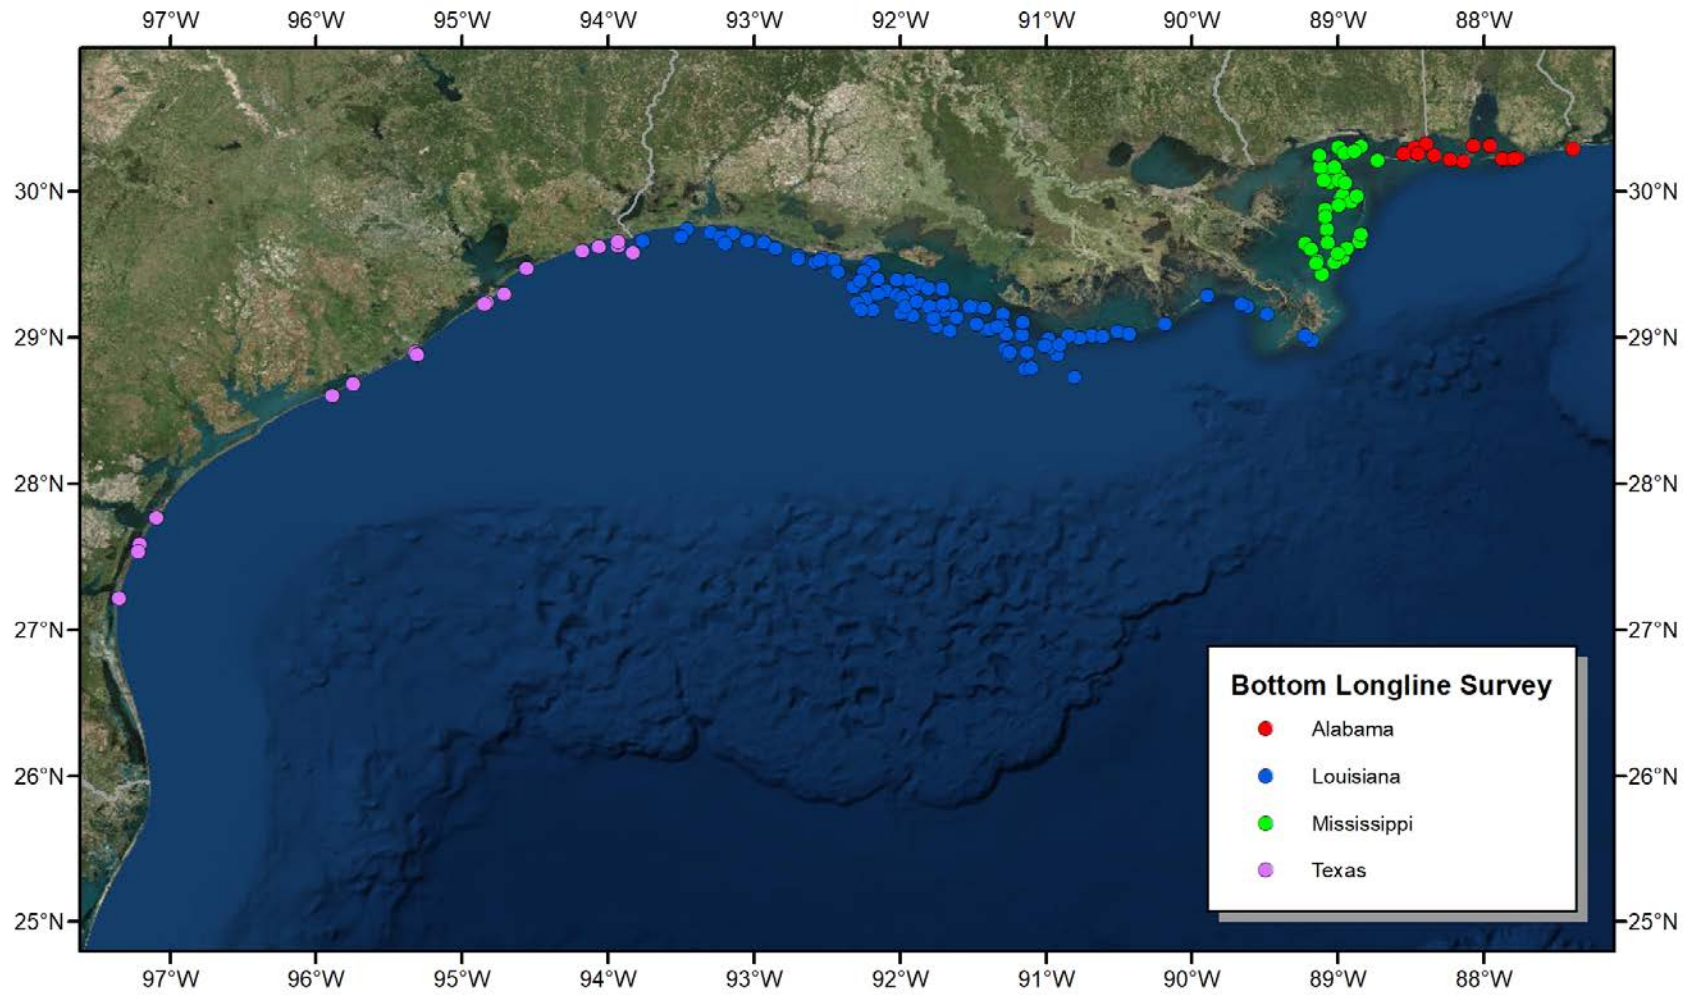 97°W 96°W 95°W 94°W 93°W 92°W 91°W 90°W 89°W 88°W
30°N 30°N
29°N 29°N
28°N 28°N
27°N 27°N
Bottom Longline Survey
Alabama
26°N Louisiana 26°N
Mississippi
Texas
25°N 25°N
97°W 96°W 95°W 94°W 93°W 92°W 91°W 90°W 89°W 88°W